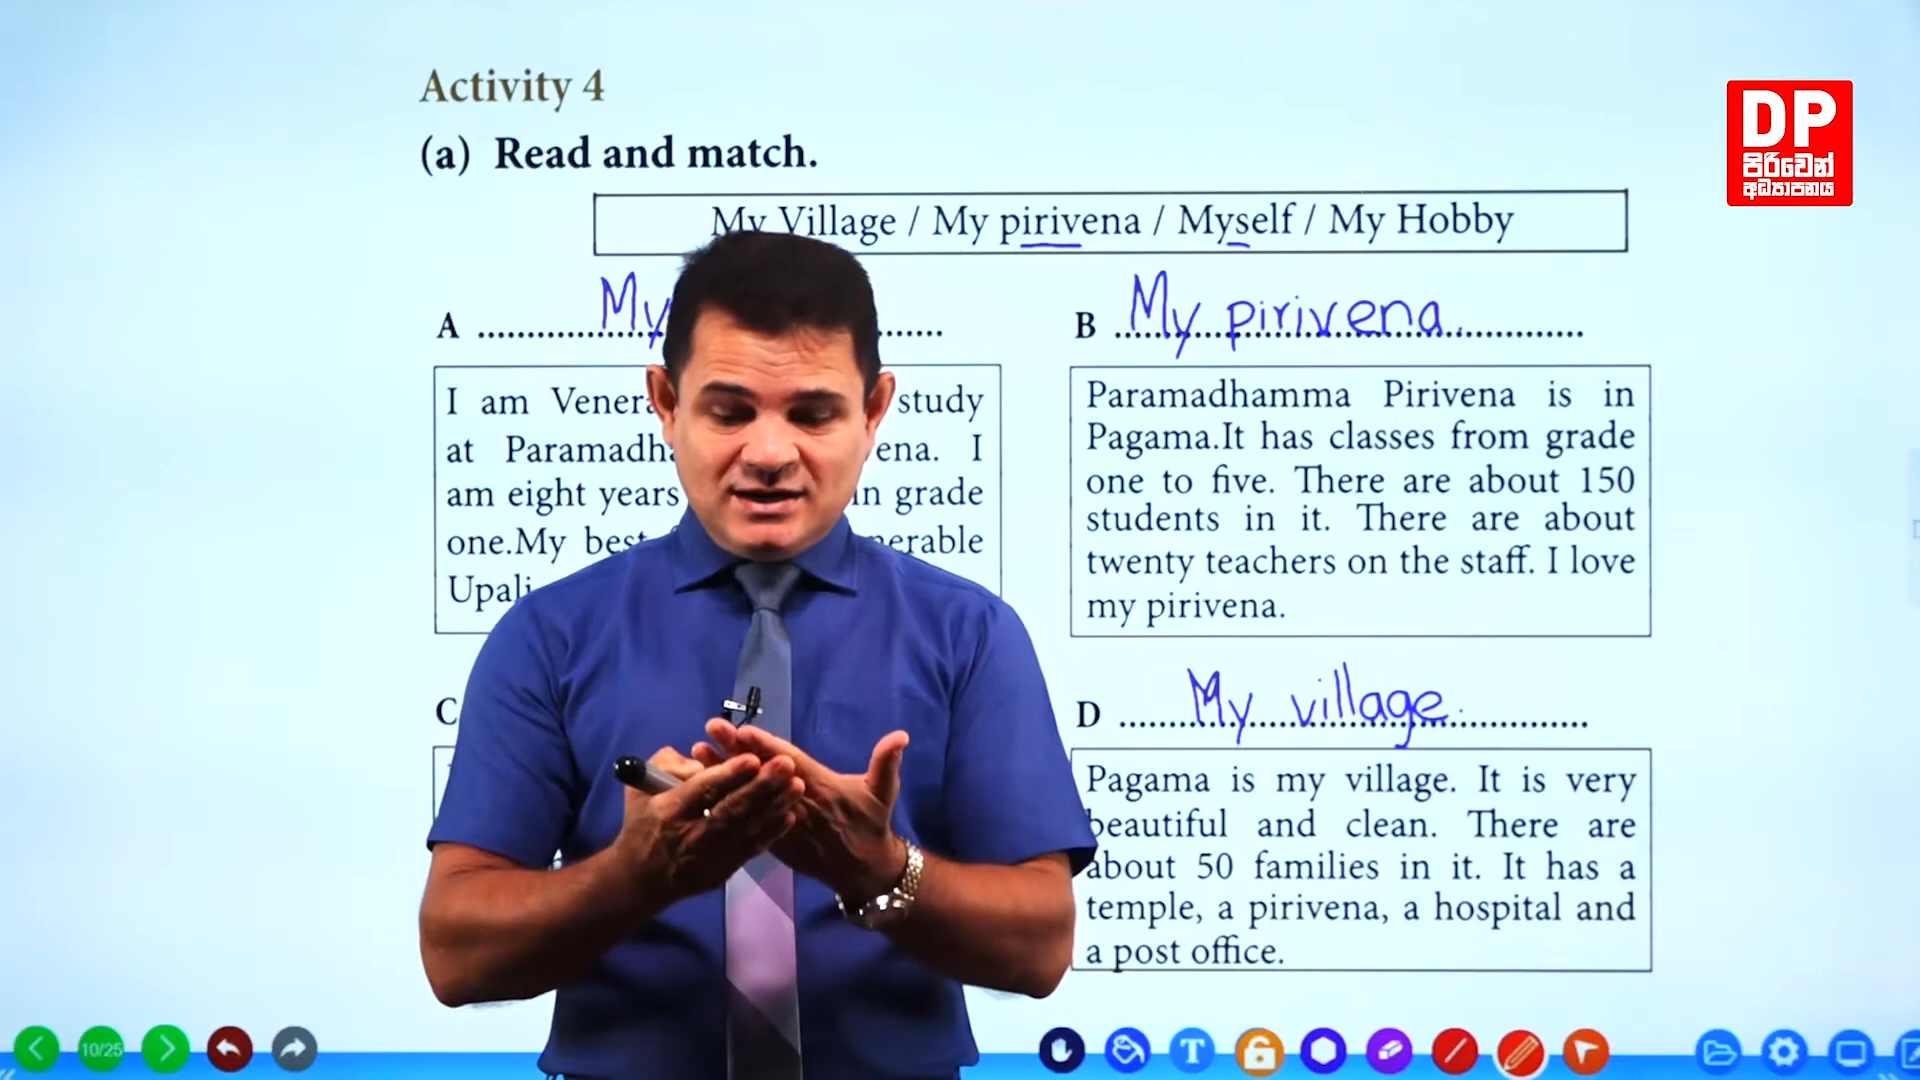 Activity 4
DP
පිරිවෙන්
අධ්‍යාපනය
(a) Read and match.
My Village / My pirivena / Myself / My Hobby
A .................My ..........
B My pirivena
I am study
at ena. I
am eight years in grade
one.My best
Upali
Paramadhamma Pirivena is in
Pagama.It has classes from grade
one to five. There are about 150
students in it. There are about
twenty teachers on the staff. I love
my pirivena.
C
D My village
Pagama is my village. It is very
beautiful and clean. There are
about 50 families in it. It has a
temple, a pirivena, a hospital and
a post office.
10/25
T